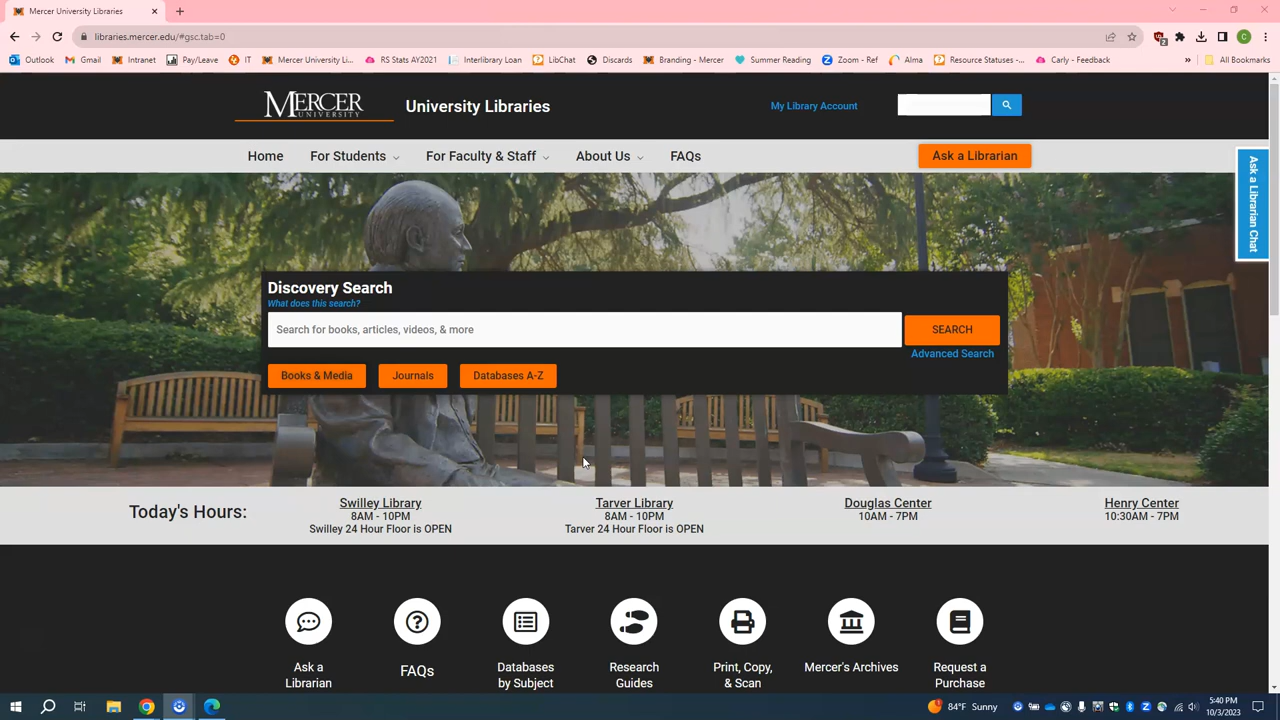 Mercer University Libraries
libraries.mercer.edu/#gsc.tab=0
2
C
Outlook
Gmail
Intranet
Pay/Leave
IT
Mercer University Li...
RS Stats AY2021
Interlibrary Loan
LibChat
Discards
Branding - Mercer
Summer Reading
Zoom - Ref
Alma
Resource Statuses -...
Carly - Feedback
»
All Bookmarks
MERCER
UNIVERSITY
University Libraries
My Library Account
Home
For Students
For Faculty & Staff
About Us
FAQs
Ask a Librarian
Ask a Librarian Chat
Discovery Search
What does this search?
Search for books, articles, videos, & more
SEARCH
Advanced Search
Books & Media
Journals
Databases A-Z
Today's Hours:
Swilley Library
8AM - 10PM
Swilley 24 Hour Floor is OPEN
Tarver Library
8AM - 10PM
Tarver 24 Hour Floor is OPEN
Douglas Center
10AM - 7PM
Henry Center
10:30AM - 7PM
Ask a
Librarian
FAQs
Databases
by Subject
Research
Guides
Print, Copy,
& Scan
Mercer's Archives
Request a
Purchase
84°F Sunny
5:40 PM
10/3/2023